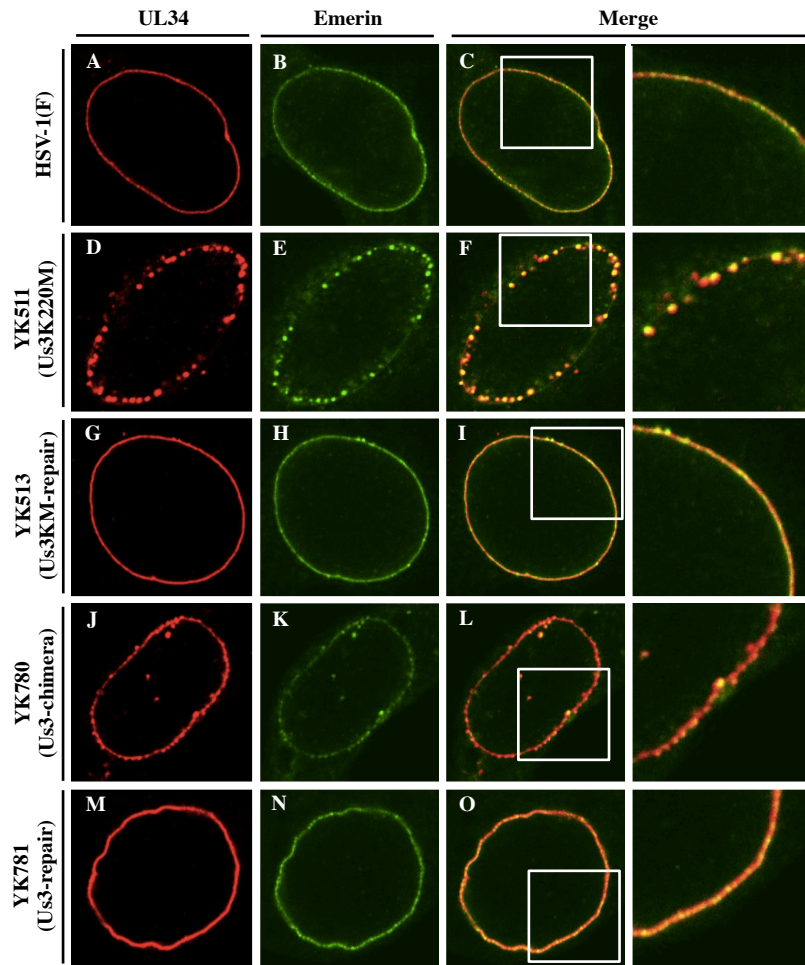 UL34
Emerin
Merge
HSV-1(F)
A
B
C
YK511
(Us3K220M)
D
E
F
YK513
(Us3KM-repair)
G
H
I
YK780
(Us3-chimera)
J
K
L
YK781
(Us3-repair)
M
N
O